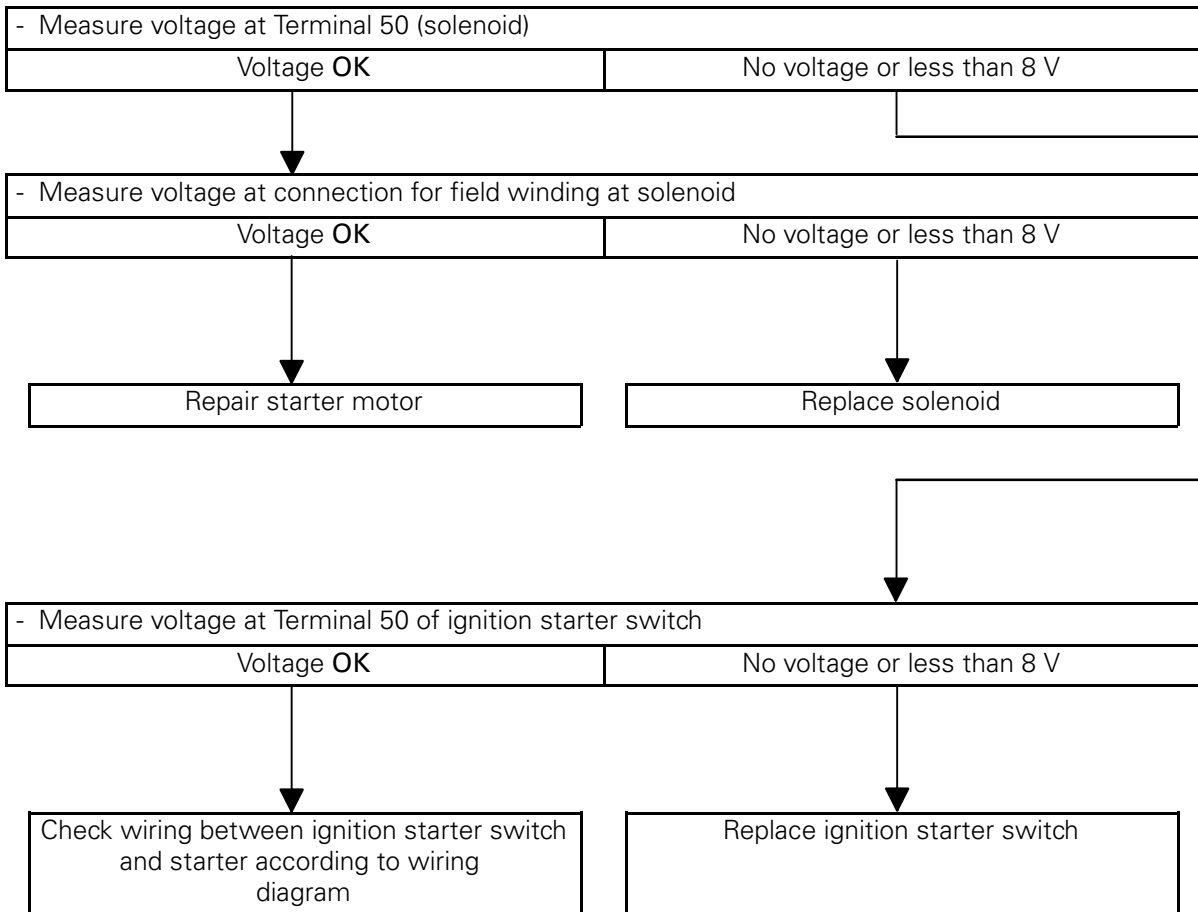 - Measure voltage at Terminal 50 (solenoid)
Voltage OK
No voltage or less than 8 V
- Measure voltage at connection for field winding at solenoid
Voltage OK
No voltage or less than 8 V
Repair starter motor
Replace solenoid
- Measure voltage at Terminal 50 of ignition starter switch
Voltage OK
No voltage or less than 8 V
Check wiring between ignition starter switch
and starter according to wiring
diagram
Replace ignition starter switch